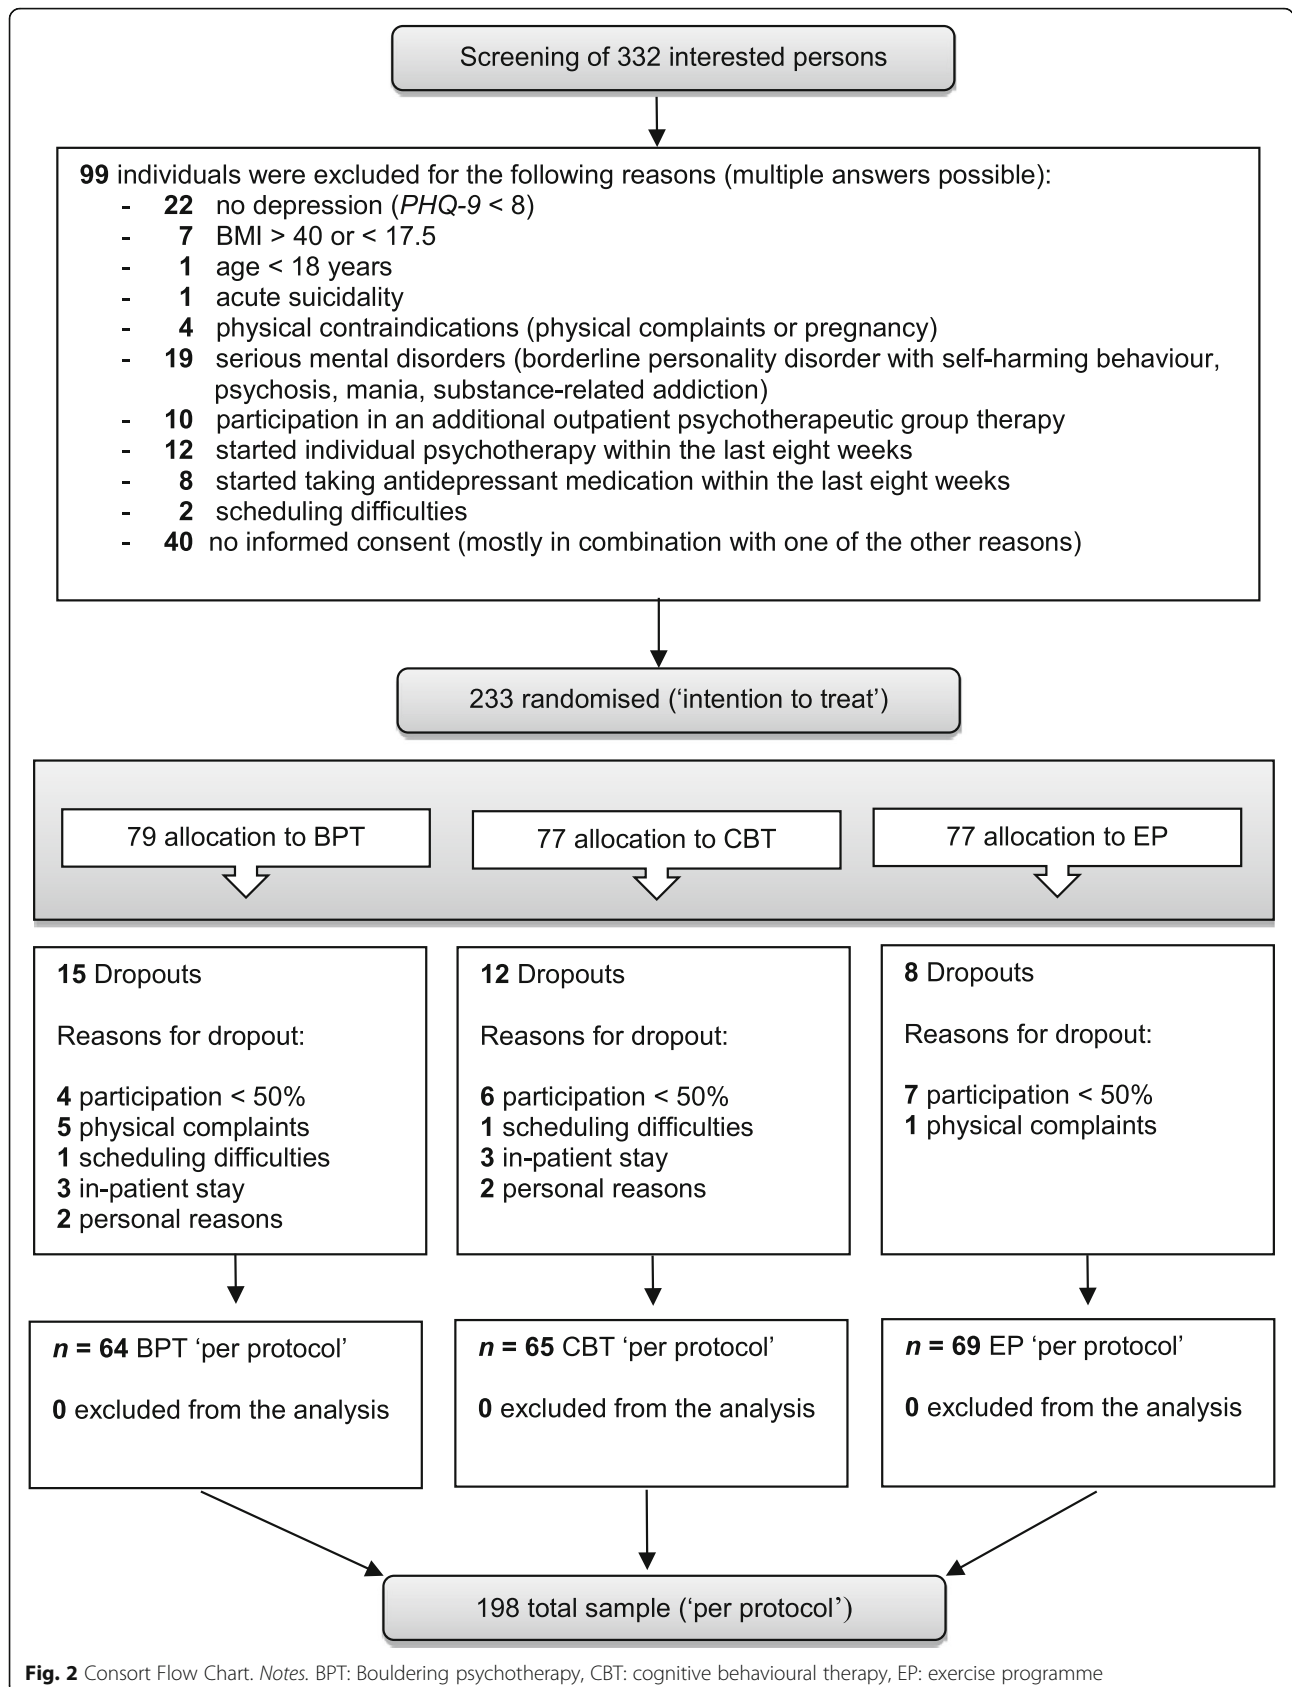 Screening of 332 interested persons
99 individuals were excluded for the following reasons (multiple answers possible):
- 22 no depression (PHQ-9 < 8)
- 7 BMI > 40 or < 17.5
- 1 age < 18 years
- 1 acute suicidality
- 4 physical contraindications (physical complaints or pregnancy)
- 19 serious mental disorders (borderline personality disorder with self-harming behaviour,
psychosis, mania, substance-related addiction)
- 10 participation in an additional outpatient psychotherapeutic group therapy
- 12 started individual psychotherapy within the last eight weeks
- 8 started taking antidepressant medication within the last eight weeks
- 2 scheduling difficulties
- 40 no informed consent (mostly in combination with one of the other reasons)
233 randomised (‘intention to treat’)
79 allocation to BPT
77 allocation to CBT
77 allocation to EP
15 Dropouts
Reasons for dropout:
4 participation < 50%
5 physical complaints
1 scheduling difficulties
3 in-patient stay
2 personal reasons
12 Dropouts
Reasons for dropout:
6 participation < 50%
1 scheduling difficulties
3 in-patient stay
2 personal reasons
8 Dropouts
Reasons for dropout:
7 participation < 50%
1 physical complaints
n = 64 BPT ‘per protocol’
0 excluded from the analysis
n = 65 CBT ‘per protocol’
0 excluded from the analysis
n = 69 EP ‘per protocol’
0 excluded from the analysis
198 total sample (‘per protocol’)
Fig. 2 Consort Flow Chart. Notes. BPT: Bouldering psychotherapy, CBT: cognitive behavioural therapy, EP: exercise programme